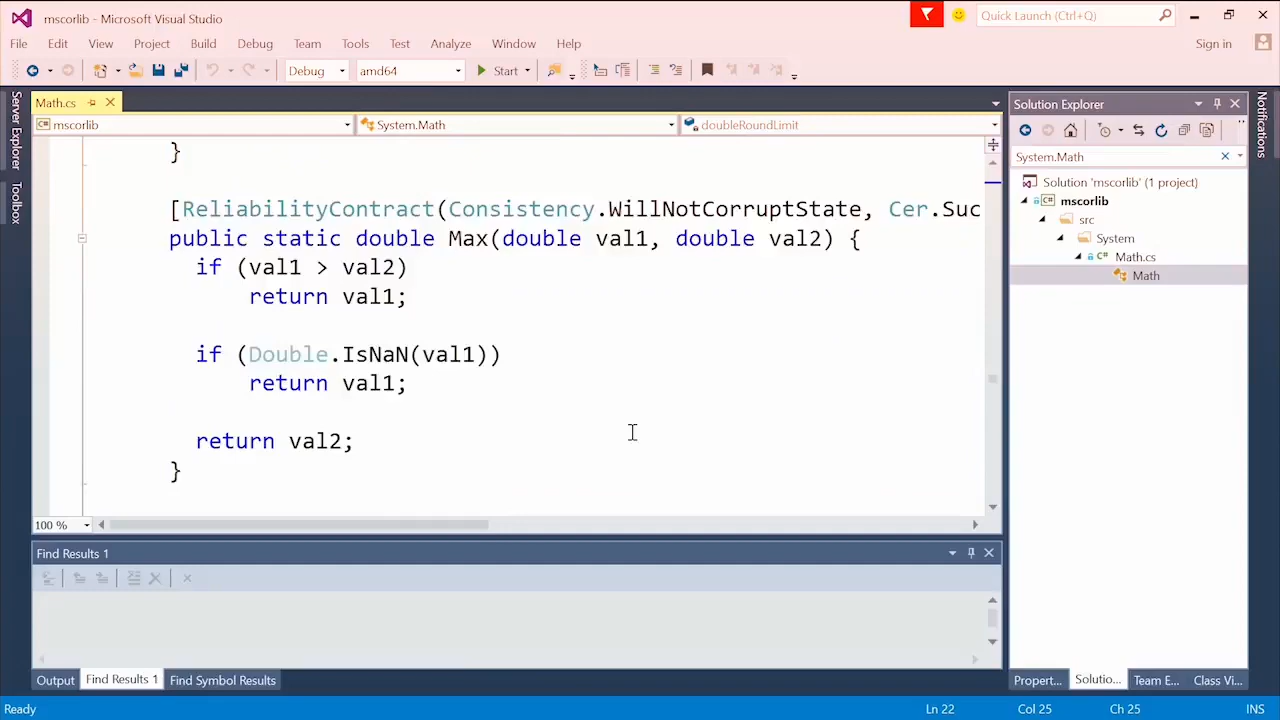 mscorlib - Microsoft Visual Studio
Quick Launch (Ctrl+Q)
File Edit View Project Build Debug Team Tools Test Analyze Window Help
Sign in
Debug amd64 Start
Server Explorer
Toolbox
Math.cs
mscorlib System.Math doubleRoundLimit
}
[ReliabilityContract(Consistency.WillNotCorruptState, Cer.Suc
public static double Max(double val1, double val2) {
if (val1 > val2)
return val1;
if (Double.IsNaN(val1))
return val1;
return val2;
}
100 %
Solution Explorer
System.Math
Solution 'mscorlib' (1 project)
mscorlib
src
System
C# Math.cs
Math
Notifications
Find Results 1
Output Find Results 1 Find Symbol Results
Propert... Solutio... Team E... Class Vi...
Ready Ln 22 Col 25 Ch 25 INS